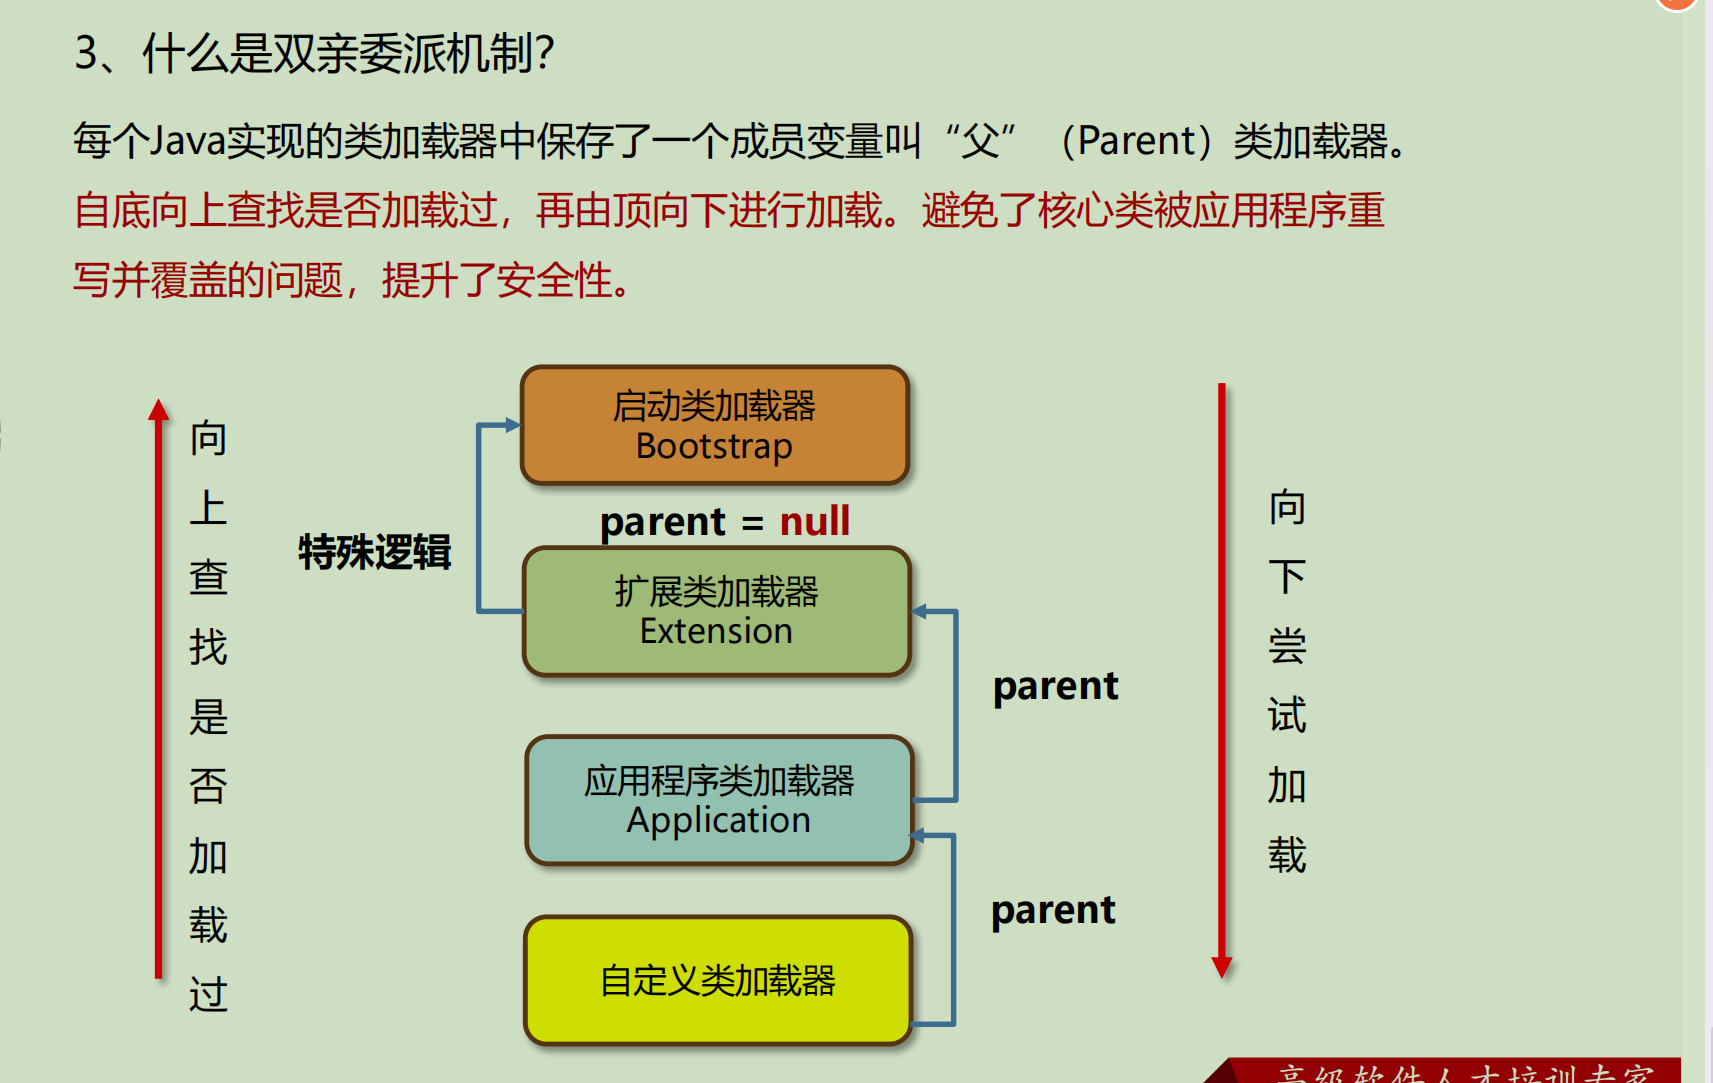 3、什么是双亲委派机制？
每个Java实现的类加载器中保存了一个成员变量叫“父”（Parent）类加载器。
自底向上查找是否加载过，再由顶向下进行加载。避免了核心类被应用程序重
写并覆盖的问题，提升了安全性。
向上查找是否加载过
特殊逻辑
启动类加载器
Bootstrap
parent = null
扩展类加载器
Extension
parent
应用程序类加载器
Application
parent
自定义类加载器
向下尝试加载
高级软件人才培训专家